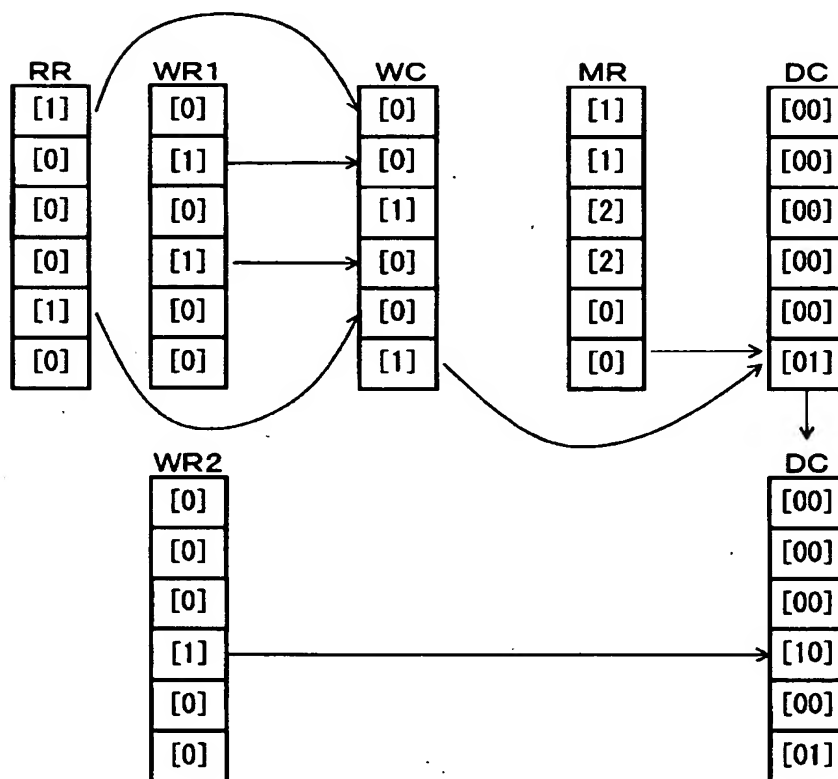 RR WR1 WC MR DC
[1] [0] [0] [1] [00]
[0] [1] [0] [1] [00]
[0] [0] [1] [2] [00]
[0] [1] [0] [2] [00]
[1] [0] [0] [0] [00]
[0] [0] [1] [0] [01]
WR2 DC
[0] [00]
[0] [00]
[0] [00]
[1] [10]
[0] [00]
[0] [01]